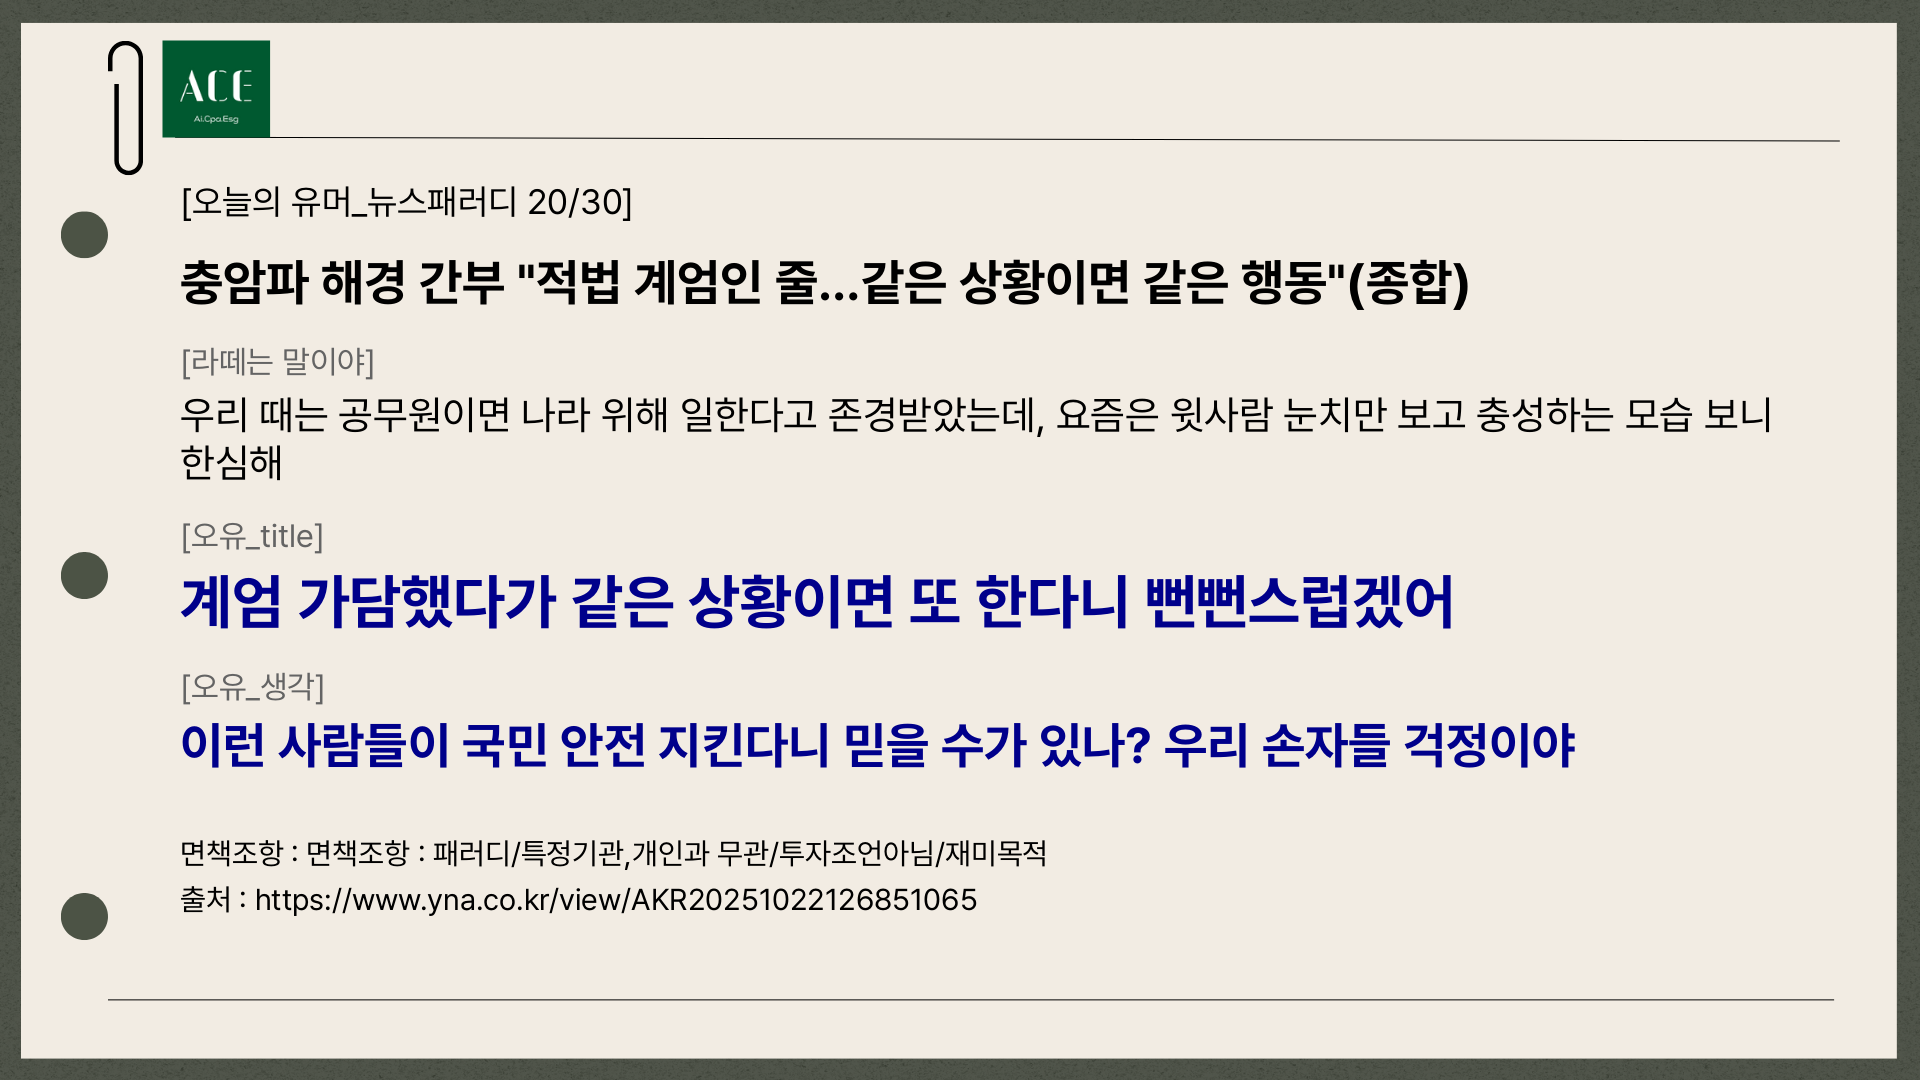 ACE
Ai.Cpa.Esg
[오늘의 유머_뉴스패러디 20/30]
충암파 해경 간부 "적법 계엄인 줄...같은 상황이면 같은 행동"(종합)
[라떼는 말이야]
우리 때는 공무원이면 나라 위해 일한다고 존경받았는데, 요즘은 윗사람 눈치만 보고 충성하는 모습 보니
한심해
[오유_title]
계엄 가담했다가 같은 상황이면 또 한다니 뻔뻔스럽겠어
[오유_생각]
이런 사람들이 국민 안전 지킨다니 믿을 수가 있나? 우리 손자들 걱정이야
면책조항 : 면책조항 : 패러디/특정기관,개인과 무관/투자조언아님/재미목적
출처 : https://www.yna.co.kr/view/AKR20251022126851065